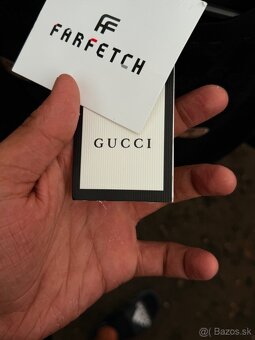 FF
FARFETCH
GUCCI
@ Bazos.sk